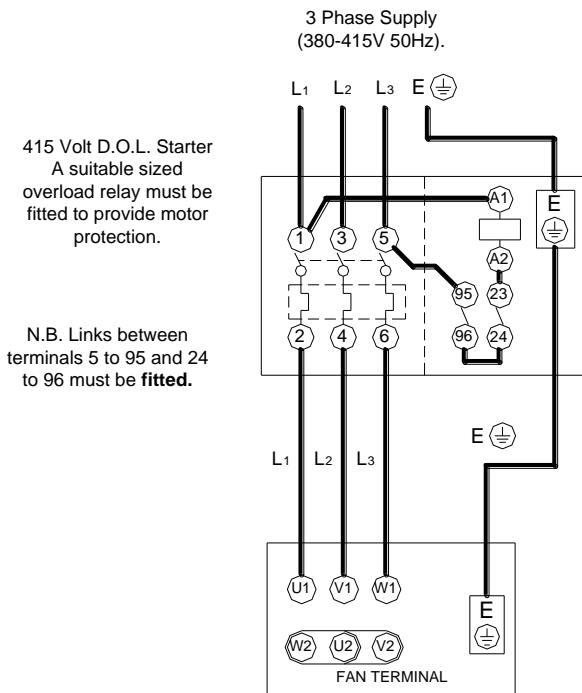 3 Phase Supply
(380-415V 50Hz).
L1 L2 L3 E
415 Volt D.O.L. Starter
A suitable sized
overload relay must be
fitted to provide motor
protection.
A1
E
1 3 5
A2
95 23
N.B. Links between
terminals 5 to 95 and 24
to 96 must be fitted.
2 4 6 96 24
E
L1 L2 L3
U1 V1 W1
E
W2 U2 V2
FAN TERMINAL